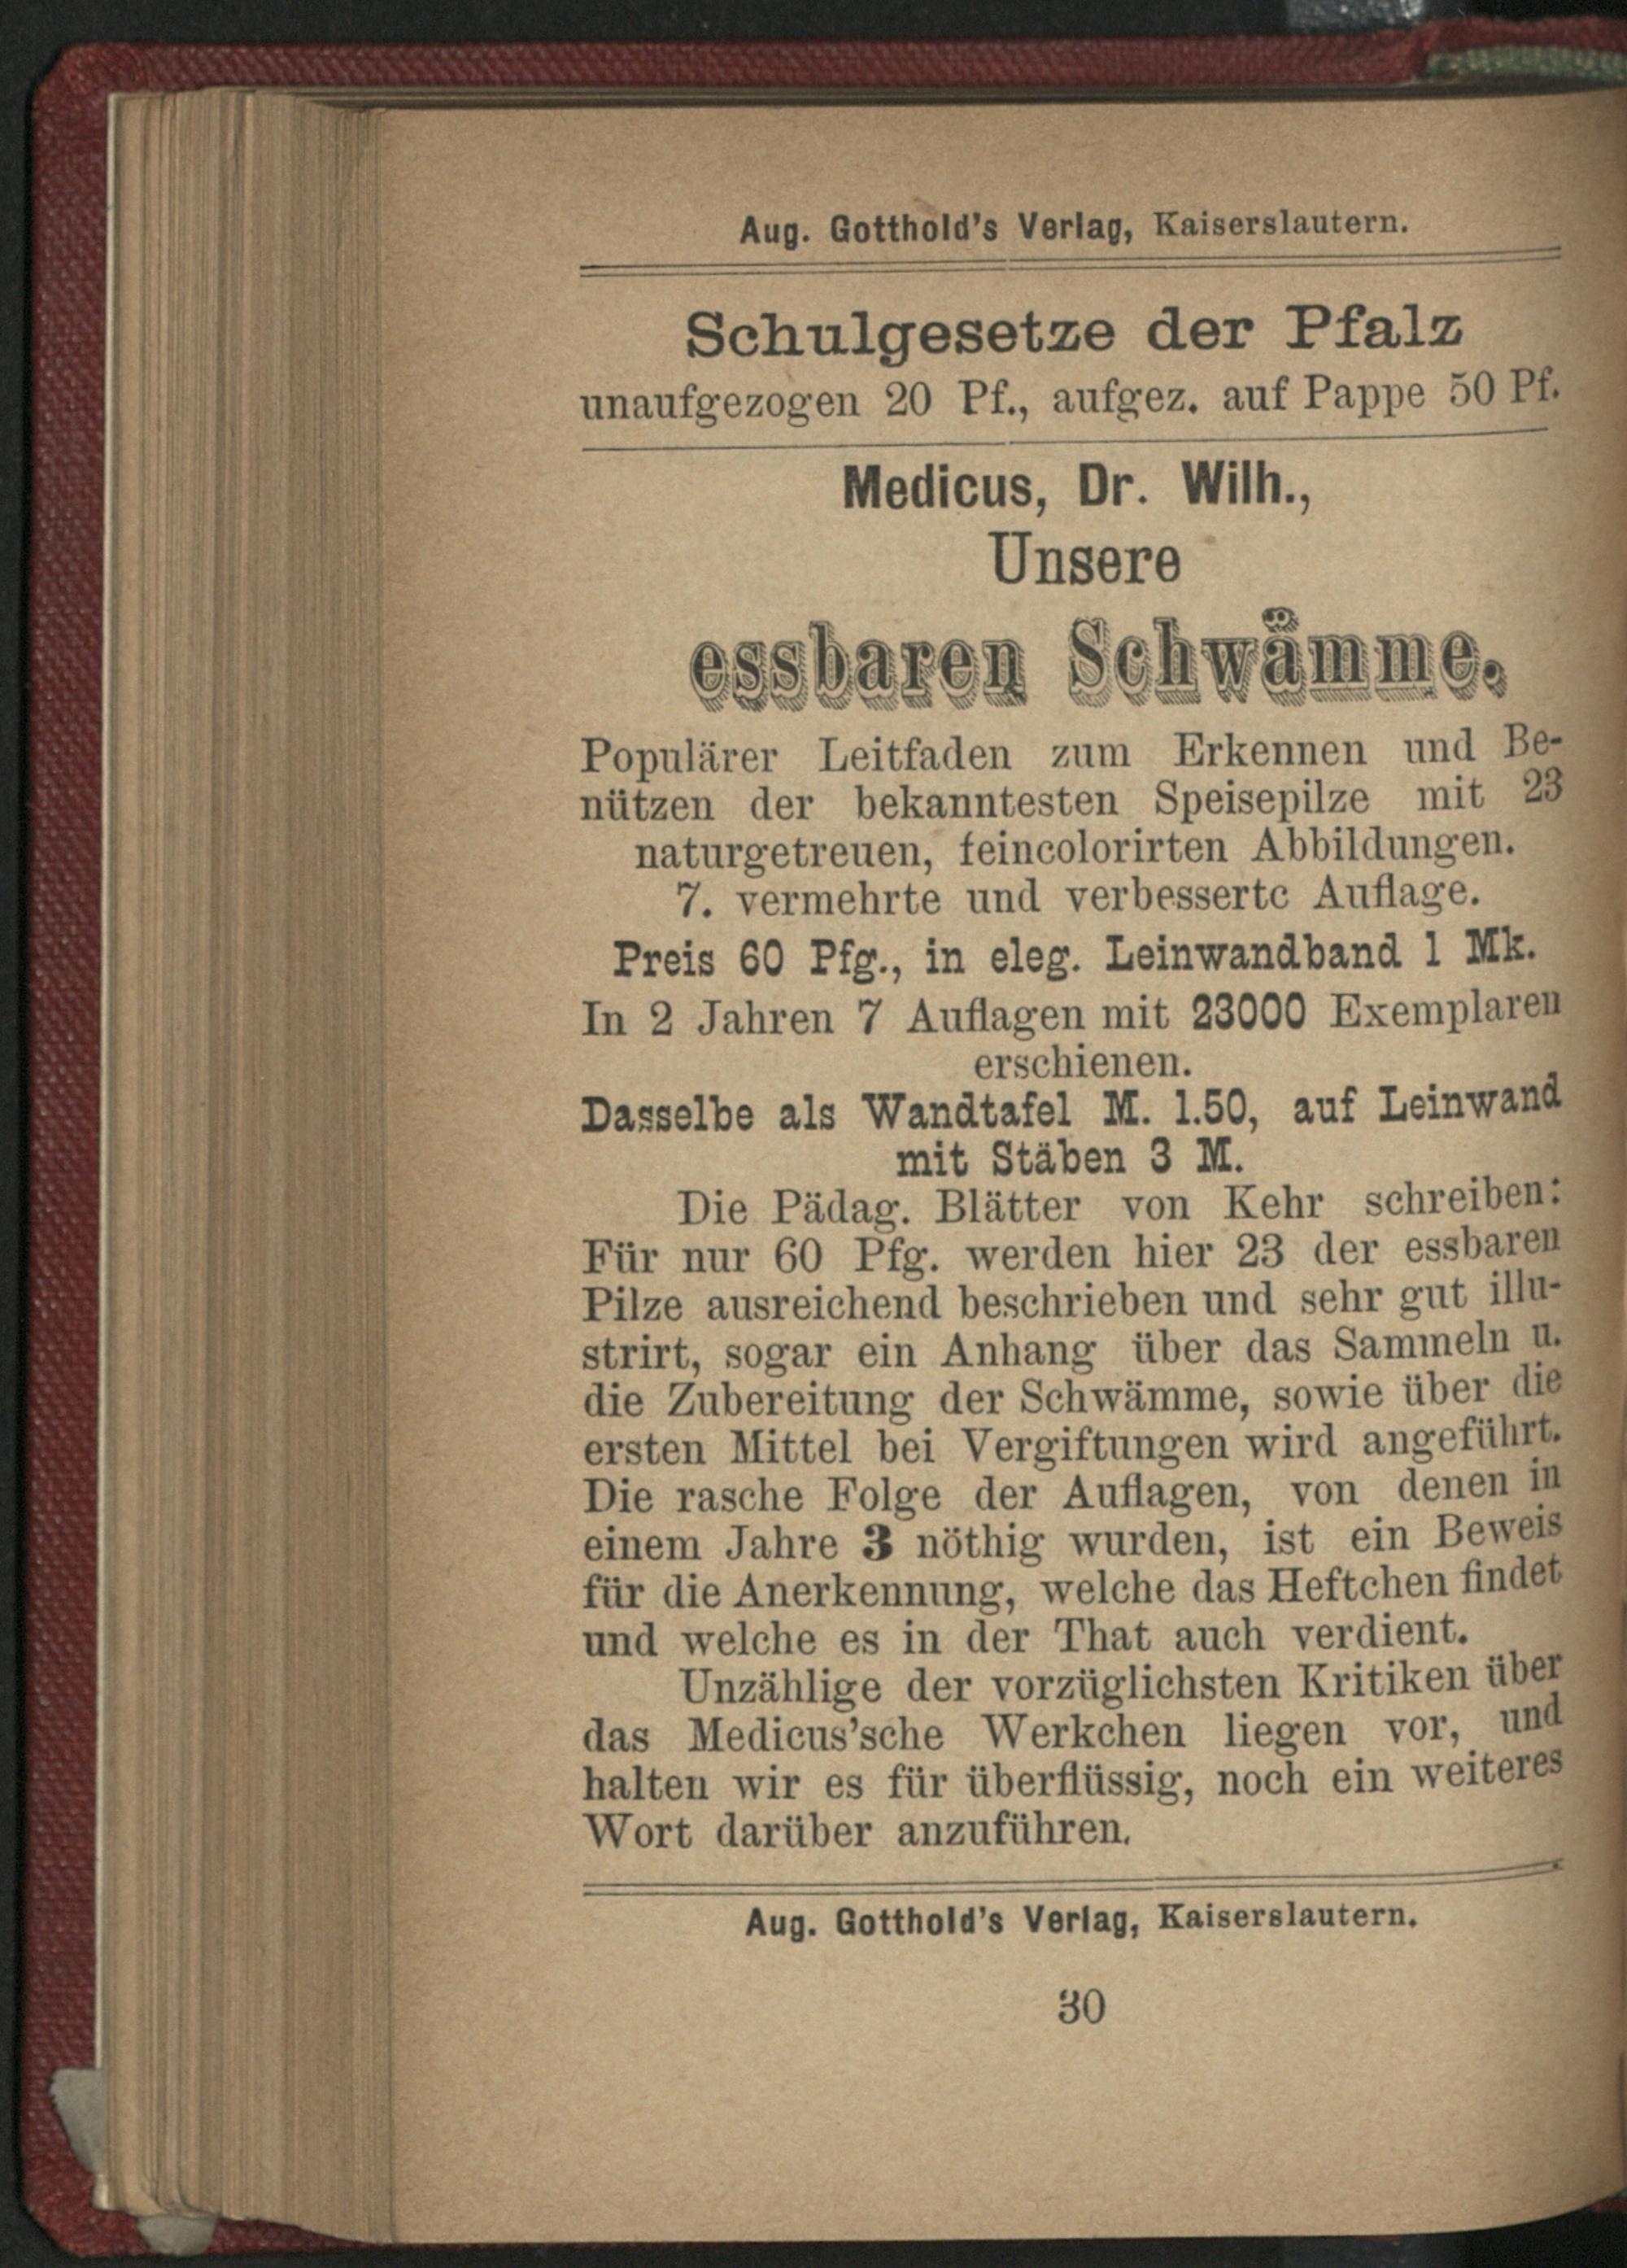 Aug. Gotthold's Verlag, Kaiserslautern.
Schulgesetze der Pfalz
unaufgezogen 20 Pf., aufgez. auf Pappe 50 Pf.
Medicus, Dr. Wilh.,
Unsere
essbaren Schwämme.
Populärer Leitfaden zum Erkennen und Be-
nützen der bekanntesten Speisepilze mit 23
naturgetreuen, feincolorirten Abbildungen.
7. vermehrte und verbesserte Auflage.
Preis 60 Pfg., in eleg. Leinwandband 1 Mk.
In 2 Jahren 7 Auflagen mit 23000 Exemplaren
erschienen.
Dasselbe als Wandtafel M. 1.50, auf Leinwand
mit Stäben 3 M.
Die Pädag. Blätter von Kehr schreiben:
Für nur 60 Pfg. werden hier 23 der essbaren
Pilze ausreichend beschrieben und sehr gut illu-
strirt, sogar ein Anhang über das Sammeln u.
die Zubereitung der Schwämme, sowie über die
ersten Mittel bei Vergiftungen wird angeführt.
Die rasche Folge der Auflagen, von denen in
einem Jahre 3 nöthig wurden, ist ein Beweis
für die Anerkennung, welche das Heftchen findet
und welche es in der That auch verdient.
Unzählige der vorzüglichsten Kritiken über
das Medicus'sche Werkchen liegen vor, und
halten wir es für überflüssig, noch ein weiteres
Wort darüber anzuführen.
Aug. Gotthold's Verlag, Kaiserslautern.
30